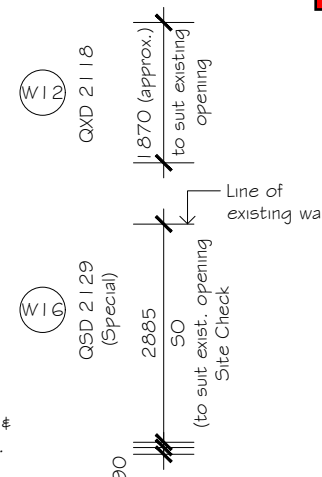 W12
QXD 2118
1870 (approx.)
to suit existing
opening
Line of
existing wa
W16
QSD 2129
(Special)
2885
SO
(to suit exist. opening
Site Check
&
.
90